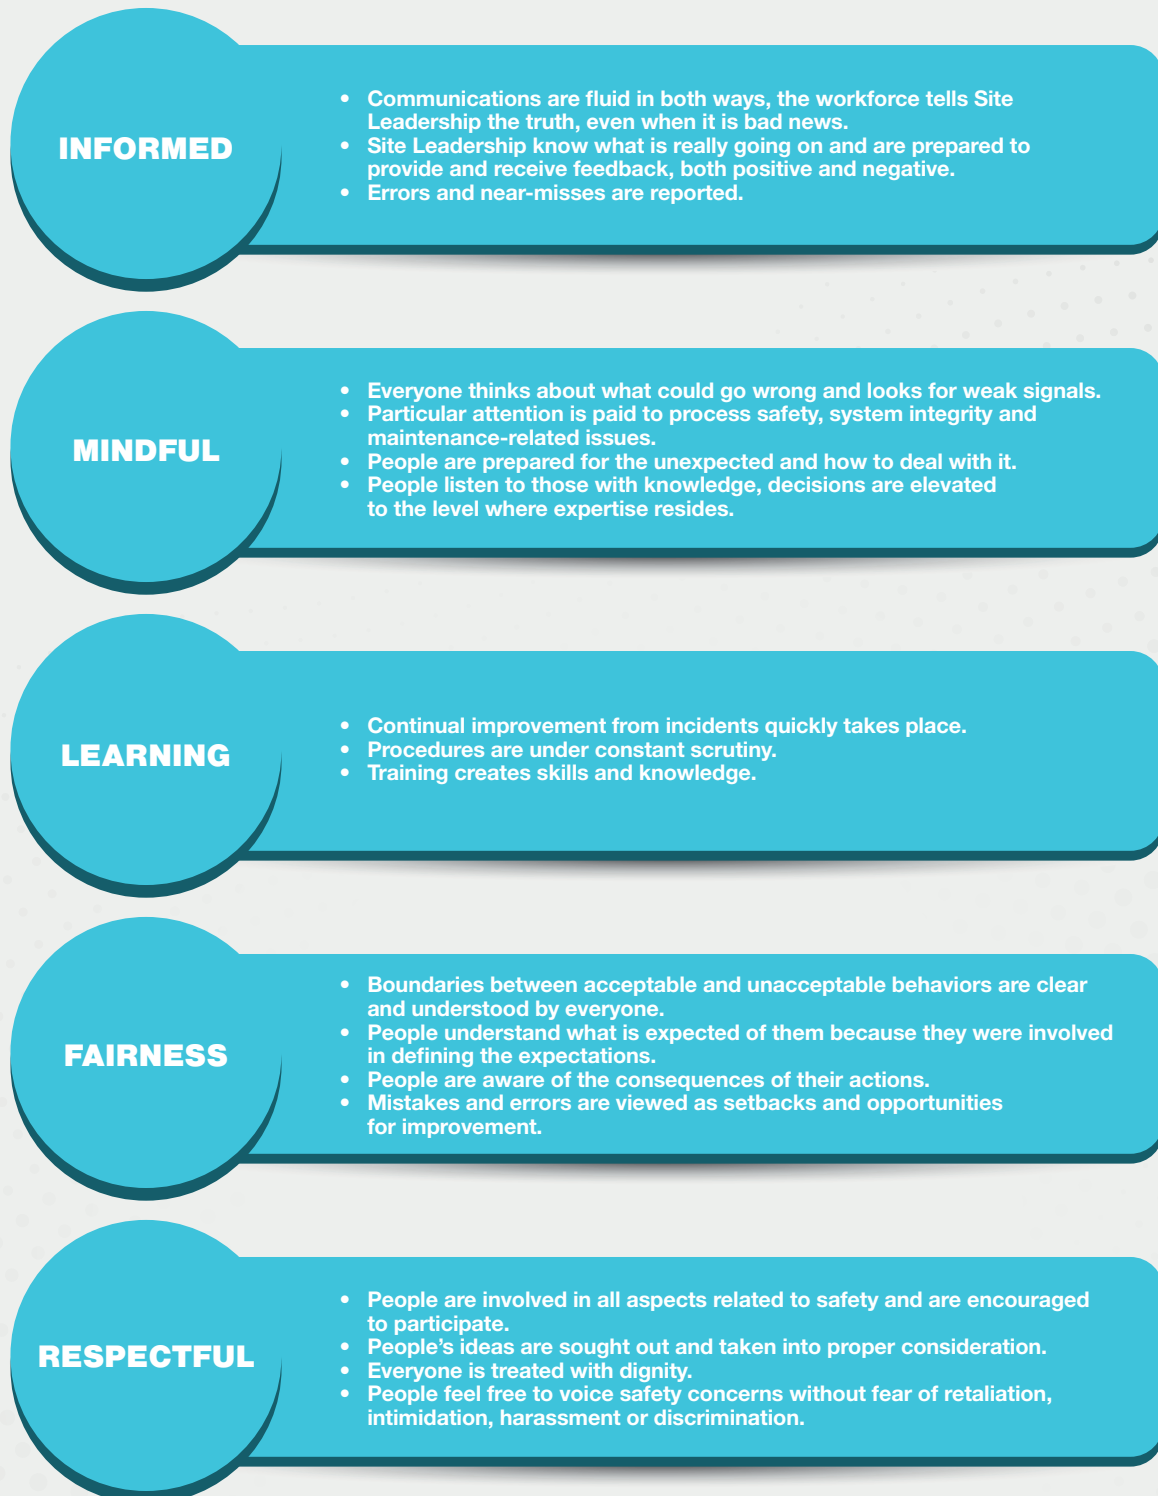 INFORMED
• Communications are fluid in both ways, the workforce tells Site
Leadership the truth, even when it is bad news.
• Site Leadership know what is really going on and are prepared to
provide and receive feedback, both positive and negative.
• Errors and near-misses are reported.
MINDFUL
• Everyone thinks about what could go wrong and looks for weak signals.
• Particular attention is paid to process safety, system integrity and
maintenance-related issues.
• People are prepared for the unexpected and how to deal with it.
• People listen to those with knowledge, decisions are elevated
to the level where expertise resides.
LEARNING
• Continual improvement from incidents quickly takes place.
• Procedures are under constant scrutiny.
• Training creates skills and knowledge.
FAIRNESS
• Boundaries between acceptable and unacceptable behaviors are clear
and understood by everyone.
• People understand what is expected of them because they were involved
in defining the expectations.
• People are aware of the consequences of their actions.
• Mistakes and errors are viewed as setbacks and opportunities
for improvement.
RESPECTFUL
• People are involved in all aspects related to safety and are encouraged
to participate.
• People’s ideas are sought out and taken into proper consideration.
• Everyone is treated with dignity.
• People feel free to voice safety concerns without fear of retaliation,
intimidation, harassment or discrimination.